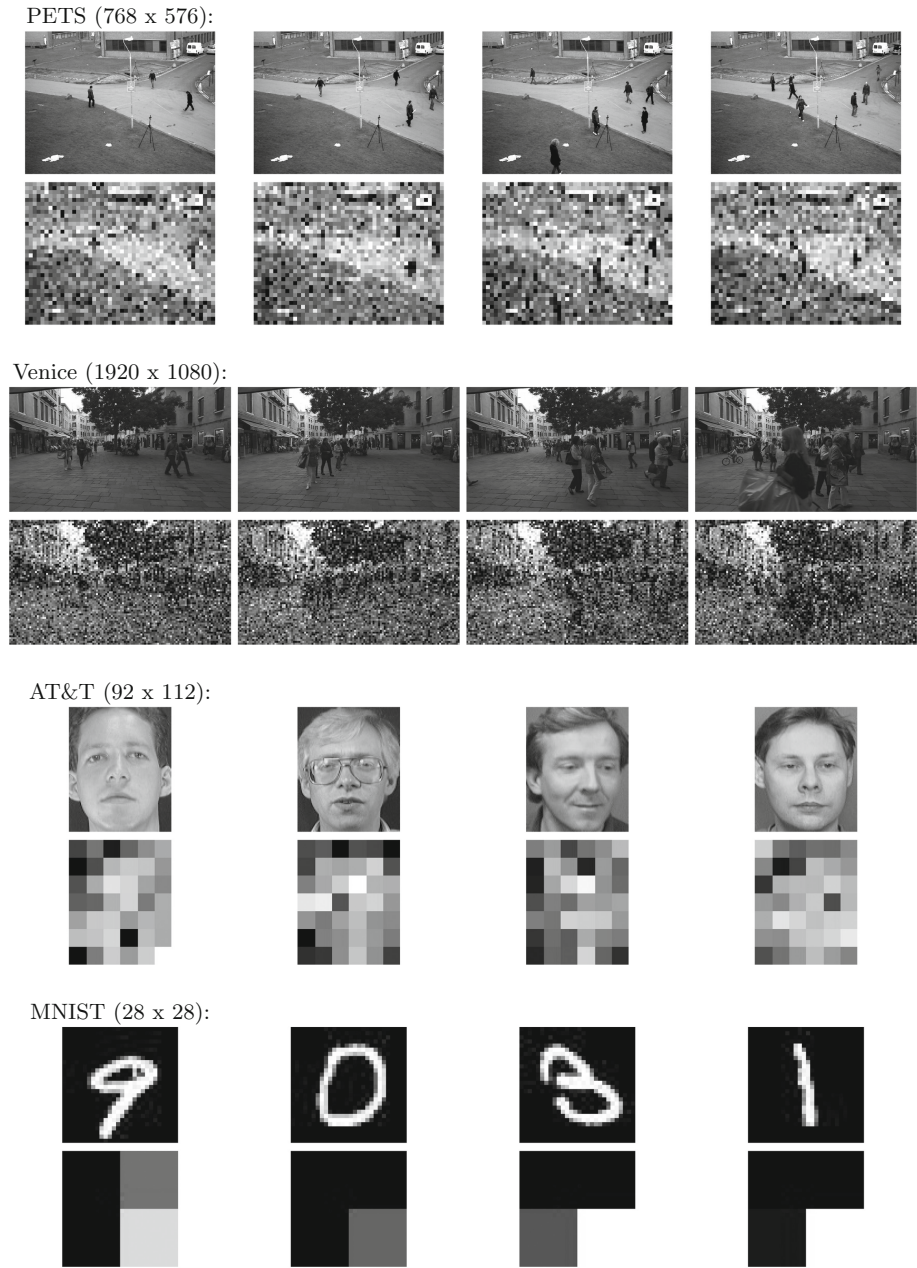 PETS (768 x 576):
Venice (1920 x 1080):
AT&T (92 x 112):
MNIST (28 x 28):